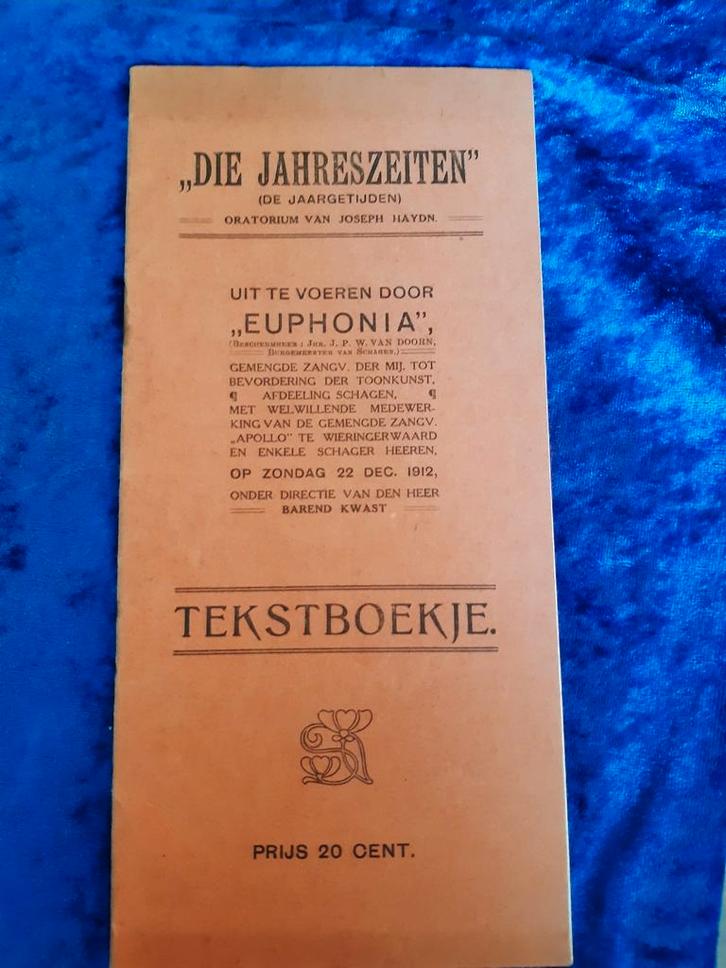 „DIE JAHRESZEITEN”
(DE JAARGETIJDEN)
ORATORIUM VAN JOSEPH HAYDN.
UIT TE VOEREN DOOR
„EUPHONIA”,
(BESCHERMHEER: JHR. J. P. W. VAN DOORN,
BURGEMEESTER VAN SCHAGEN,)
GEMENGDE ZANGV. DER MIJ. TOT
BEVORDERING DER TOONKUNST,
¶ AFDEELING SCHAGEN, ¶
MET WELWILLENDE MEDEWER-
KING VAN DE GEMENGDE ZANGV.
„APOLLO” TE WIERINGERWAARD
EN ENKELE SCHAGER HEEREN,
OP ZONDAG 22 DEC. 1912,
ONDER DIRECTIE VAN DEN HEER
BAREND KWAST
TEKSTBOEKJE.
PRIJS 20 CENT.